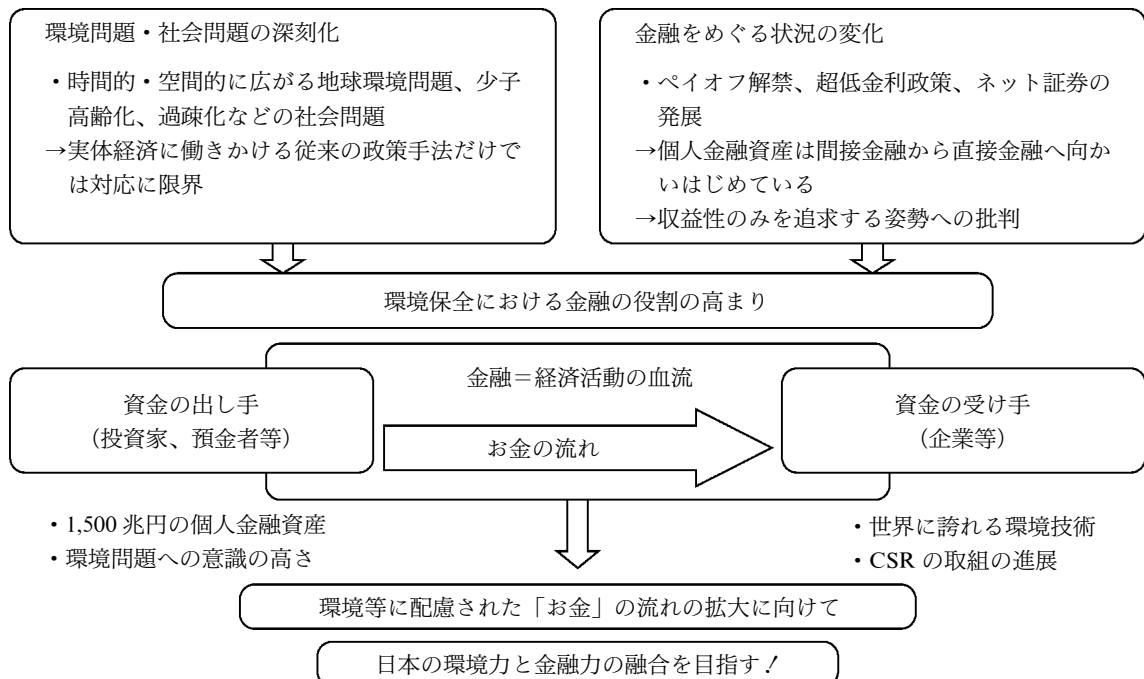 環境問題・社会問題の深刻化
・時間的・空間的に広がる地球環境問題、少子
高齢化、過疎化などの社会問題
→実体経済に働きかける従来の政策手法だけで
は対応に限界
金融をめぐる状況の変化
・ペイオフ解禁、超低金利政策、ネット証券の
発展
→個人金融資産は間接金融から直接金融へ向か
いはじめている
→収益性のみを追求する姿勢への批判
環境保全における金融の役割の高まり
金融＝経済活動の血流
資金の出し手
（投資家、預金者等）
お金の流れ
資金の受け手
（企業等）
・1,500 兆円の個人金融資産
・環境問題への意識の高さ
・世界に誇れる環境技術
・CSR の取組の進展
環境等に配慮された「お金」の流れの拡大に向けて
日本の環境力と金融力の融合を目指す！